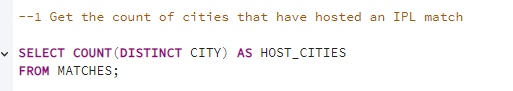 --1 Get the count of cities that have hosted an IPL match
SELECT COUNT(DISTINCT CITY) AS HOST_CITIES
FROM MATCHES;